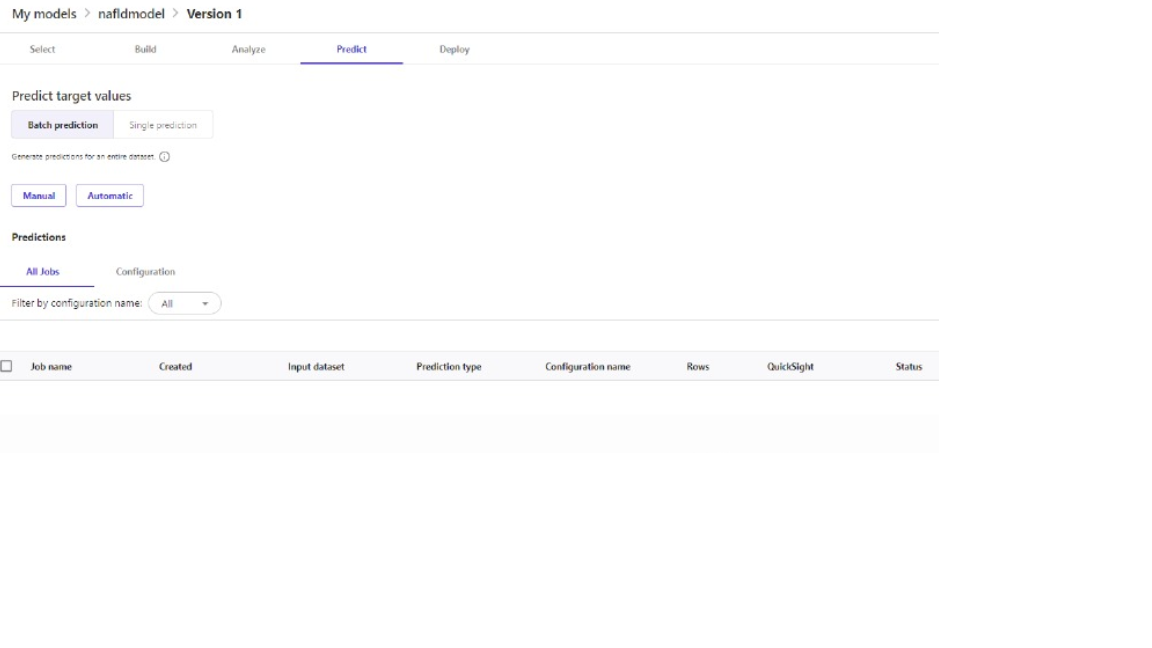 My models > nafldmodel > Version 1
Select Build Analyze Predict Deploy
Predict target values
Batch prediction Single prediction
Generate predictions for an entire dataset.
Manual Automatic
Predictions
All Jobs Configuration
Filter by configuration name: All
Job name Created Input dataset Prediction type Configuration name Rows QuickSight Status